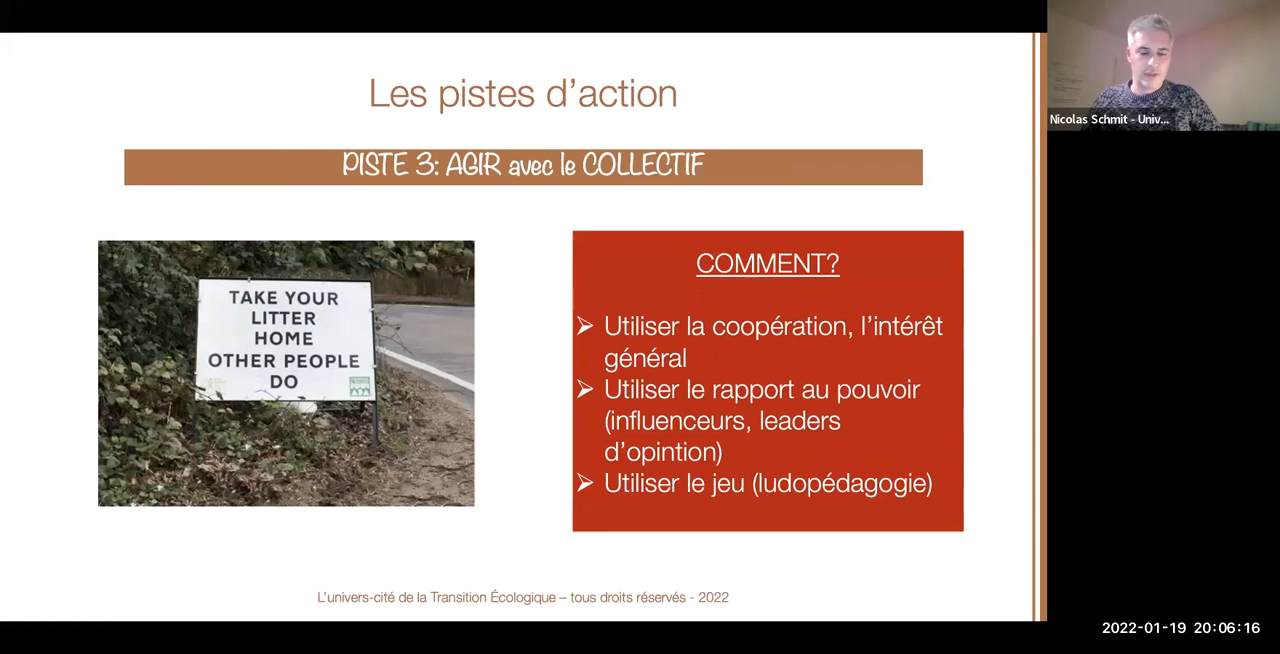 Les pistes d’action
PISTE 3: AGIR avec le COLLECTIF
TAKE YOUR
LITTER
HOME
OTHER PEOPLE
DO
COMMENT?
➢ Utiliser la coopération, l’intérêt
général
➢ Utiliser le rapport au pouvoir
(influenceurs, leaders
d’opintion)
➢ Utiliser le jeu (ludopédagogie)
L’univers-cité de la Transition Écologique – tous droits réservés - 2022
Nicolas Schmit - Univ...
2022-01-19 20:06:16